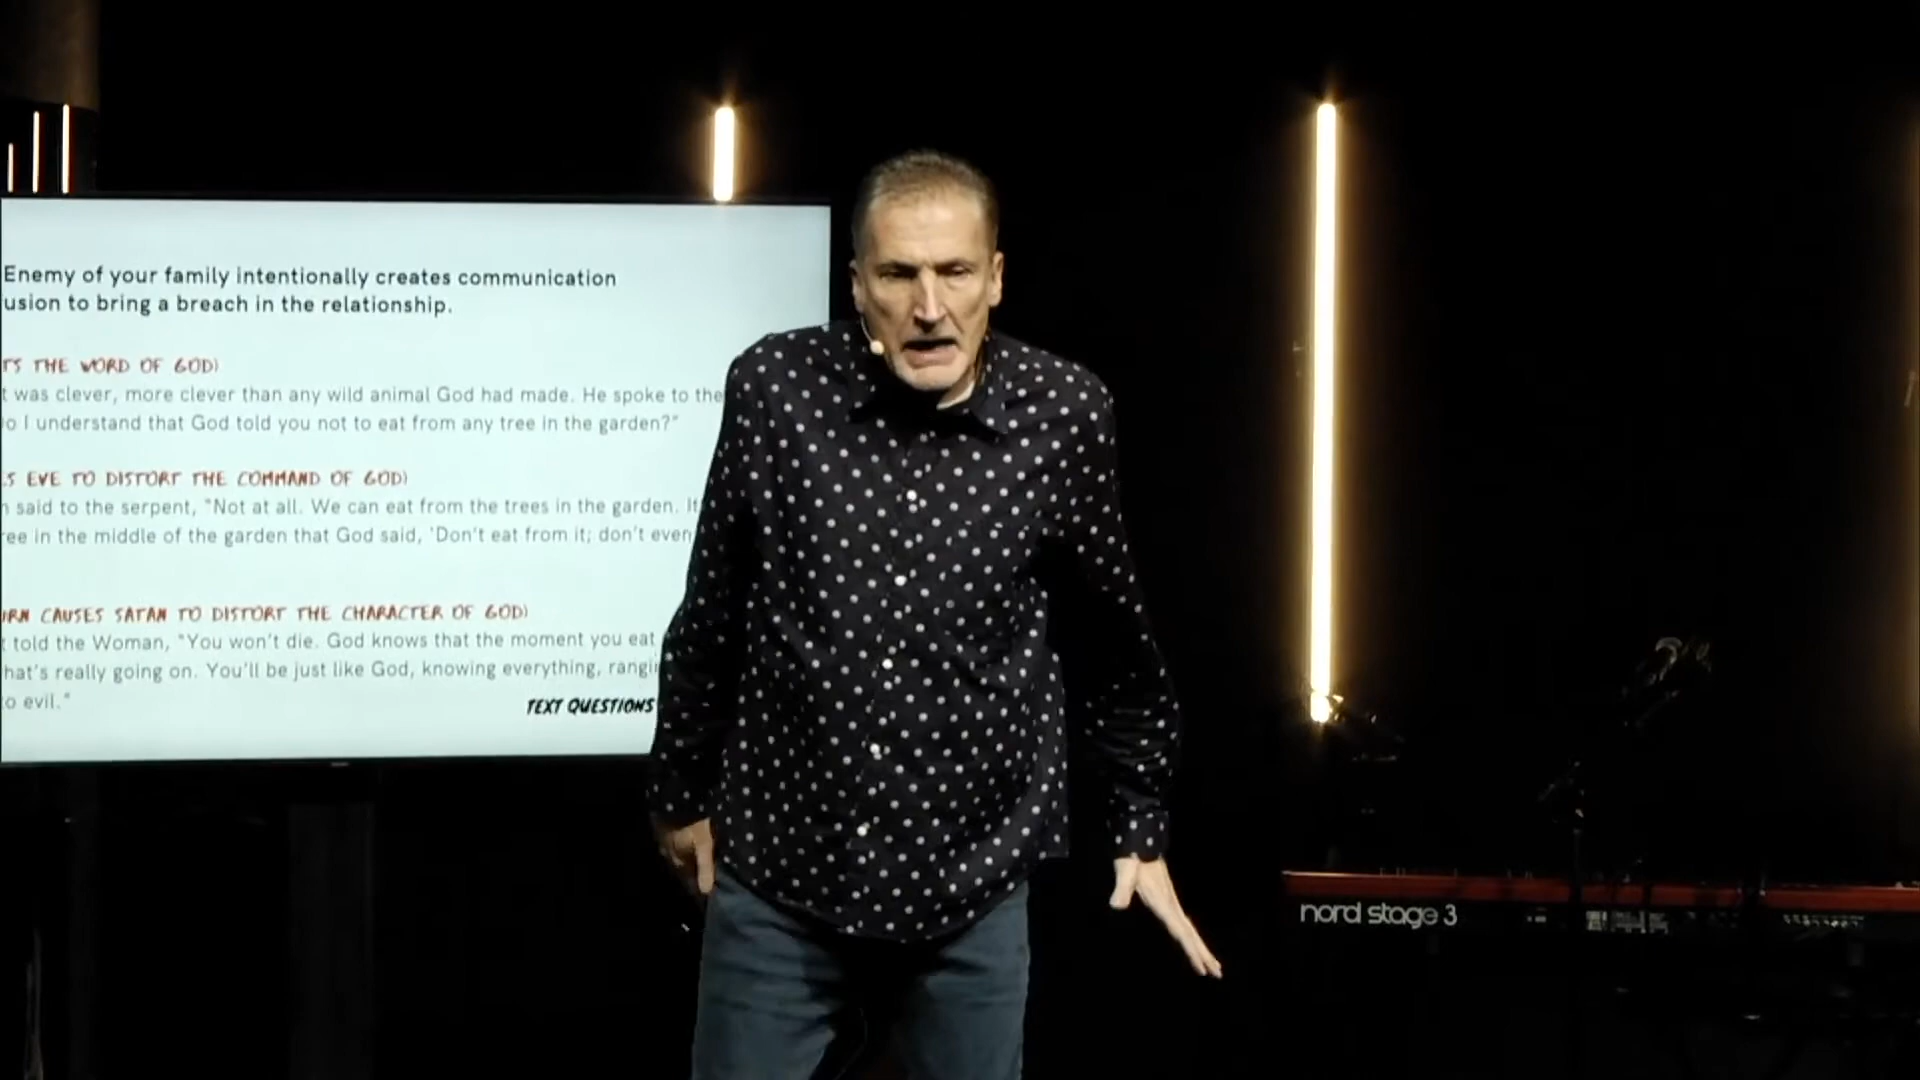 Enemy of your family intentionally creates communication
usion to bring a breach in the relationship.
TS THE WORD OF GOD)
t was clever, more clever than any wild animal God had made. He spoke to the
o I understand that God told you not to eat from any tree in the garden?"
S EVE TO DISTORT THE COMMAND OF GOD)
said to the serpent, "Not at all. We can eat from the trees in the garden. It
ree in the middle of the garden that God said, 'Don't eat from it; don't even
URN CAUSES SATAN TO DISTORT THE CHARACTER OF GOD)
t told the Woman, "You won't die. God knows that the moment you eat
hat's really going on. You'll be just like God, knowing everything, rangin
o evil."
TEXT QUESTIONS
nord stage 3